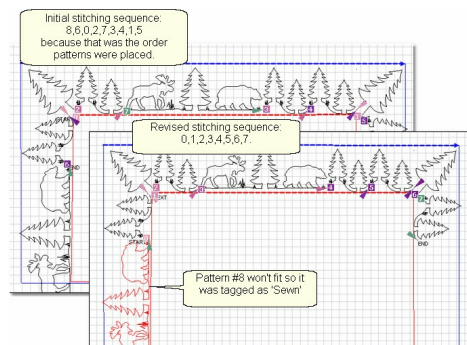 Initial stitching sequence:
8,6,0,2,7,3,4,1,5
because that was the order
patterns were placed.
START
END
Revised stitching sequence:
0,1,2,3,4,5,6,7.
START
END
Pattern #8 won't fit so
it was tagged as 'Sewn'